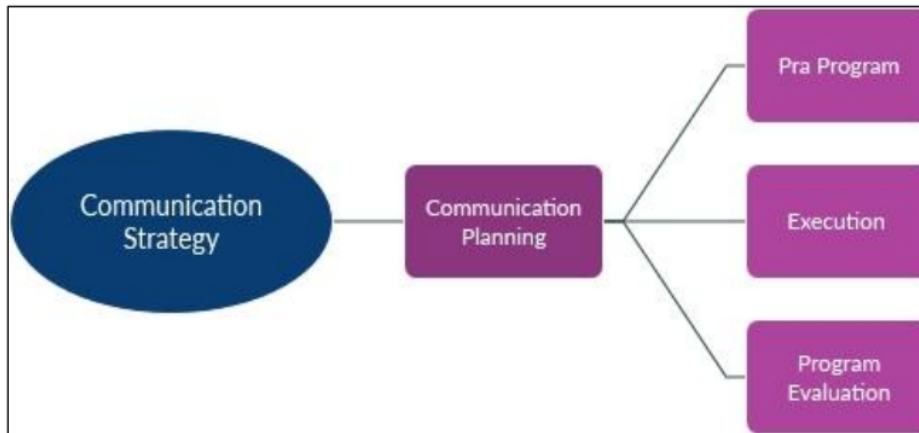 Communication
Strategy
Communication
Planning
Pra Program
Execution
Program
Evaluation